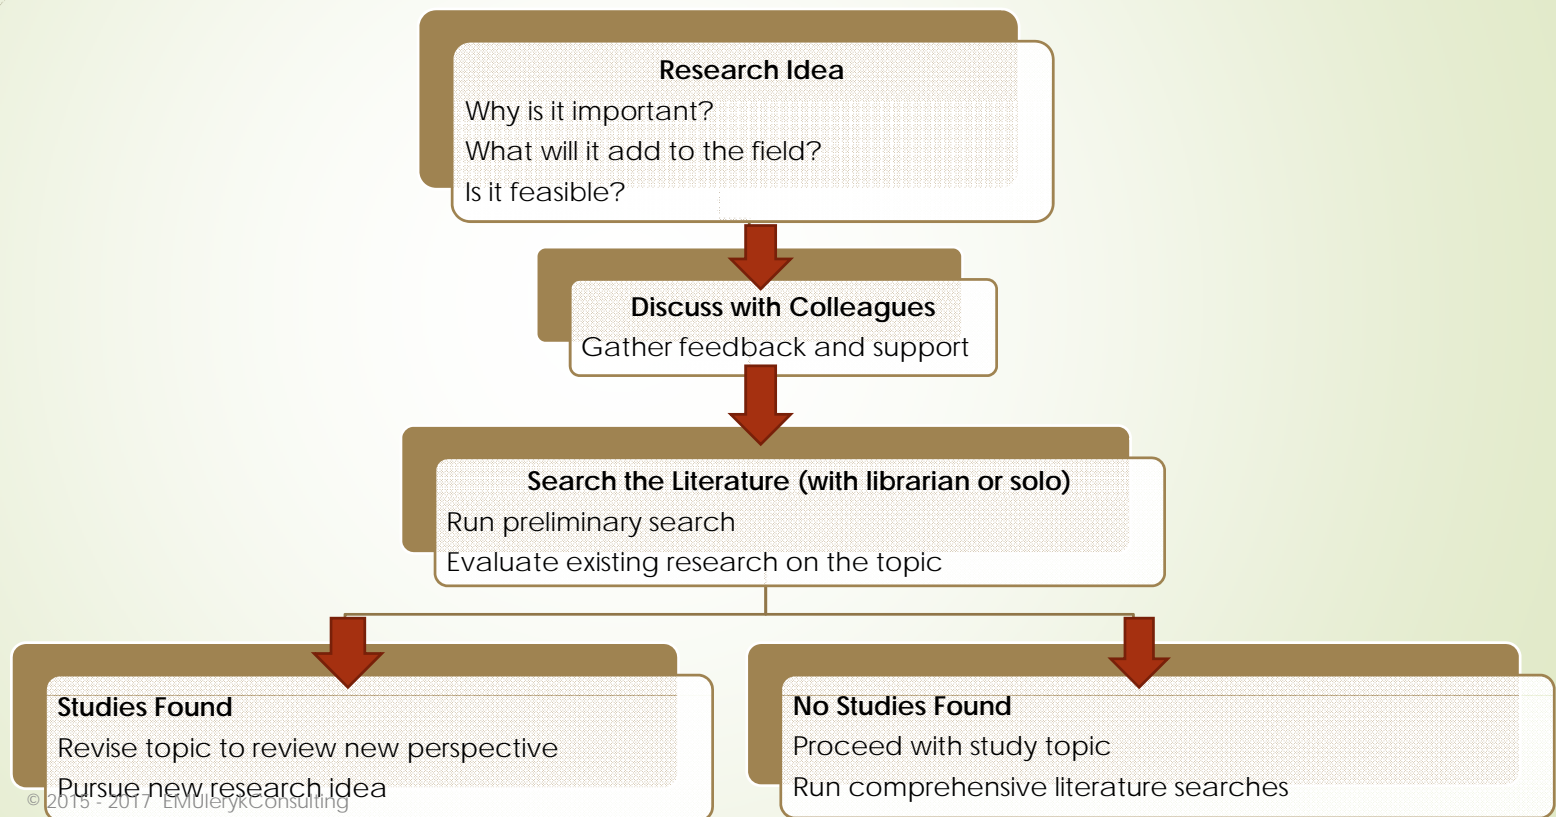 Research Idea
Why is it important?
What will it add to the field?
Is it feasible?
Discuss with Colleagues
Gather feedback and support
Search the Literature (with librarian or solo)
Run preliminary search
Evaluate existing research on the topic
Studies Found
Revise topic to review new perspective
Pursue new research idea
No Studies Found
Proceed with study topic
Run comprehensive literature searches
© 2015 - 2017 EMUlerykConsulting